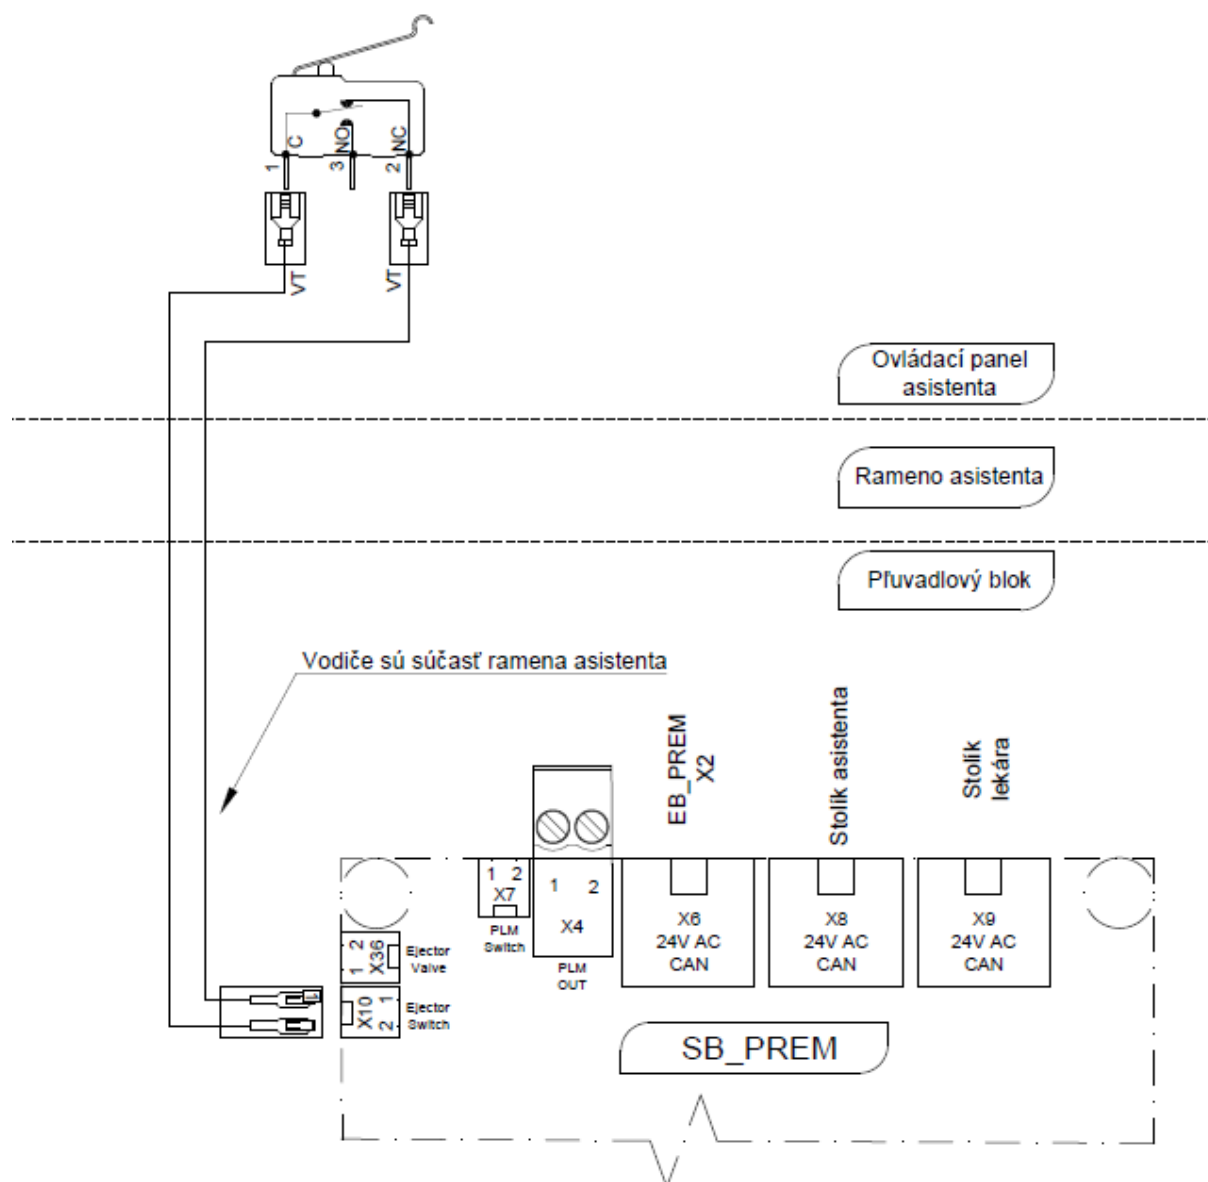 C
NO
NC
1
3
2
VT
VT
Ovládací panel
asistenta
Rameno asistenta
Pľuvadlový blok
Vodiče sú súčasť ramena asistenta
EB_PREM
X2
Stolík asistenta
Stolík
lekára
1 2
X7
PLM
Switch
1 2
X4
PLM
OUT
X6
24V AC
CAN
X8
24V AC
CAN
X9
24V AC
CAN
1 2
X36
Ejector
Valve
1
X10
2 1
Ejector
Switch
SB_PREM